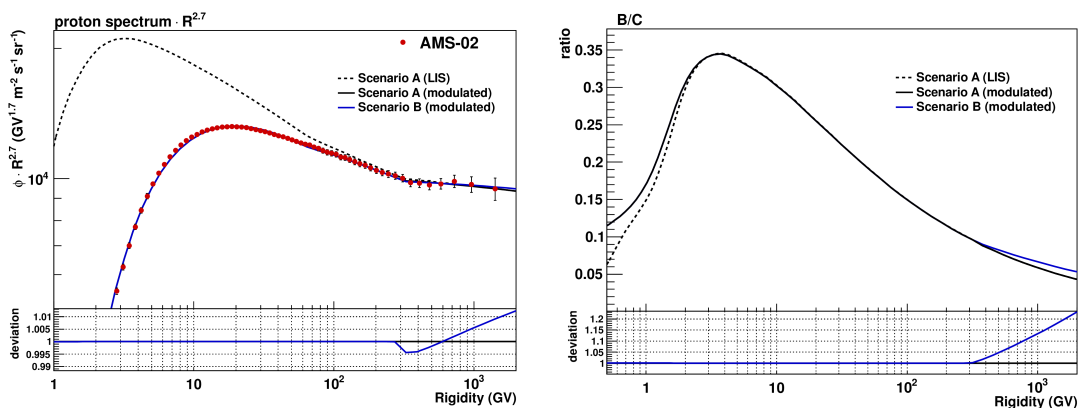 proton spectrum · R^2.7
AMS-02
Scenario A (LIS)
Scenario A (modulated)
Scenario B (modulated)
ϕ · R^2.7 (GV^1.7 m^-2 s^-1 sr^-1)
10^4
deviation
1.01
1.005
1
0.995
0.99
1
10
10^2
10^3
Rigidity (GV)
B/C
ratio
0.35
0.3
0.25
0.2
0.15
0.1
0.05
Scenario A (LIS)
Scenario A (modulated)
Scenario B (modulated)
deviation
1.2
1.15
1.1
1.05
1
1
10
10^2
10^3
Rigidity (GV)